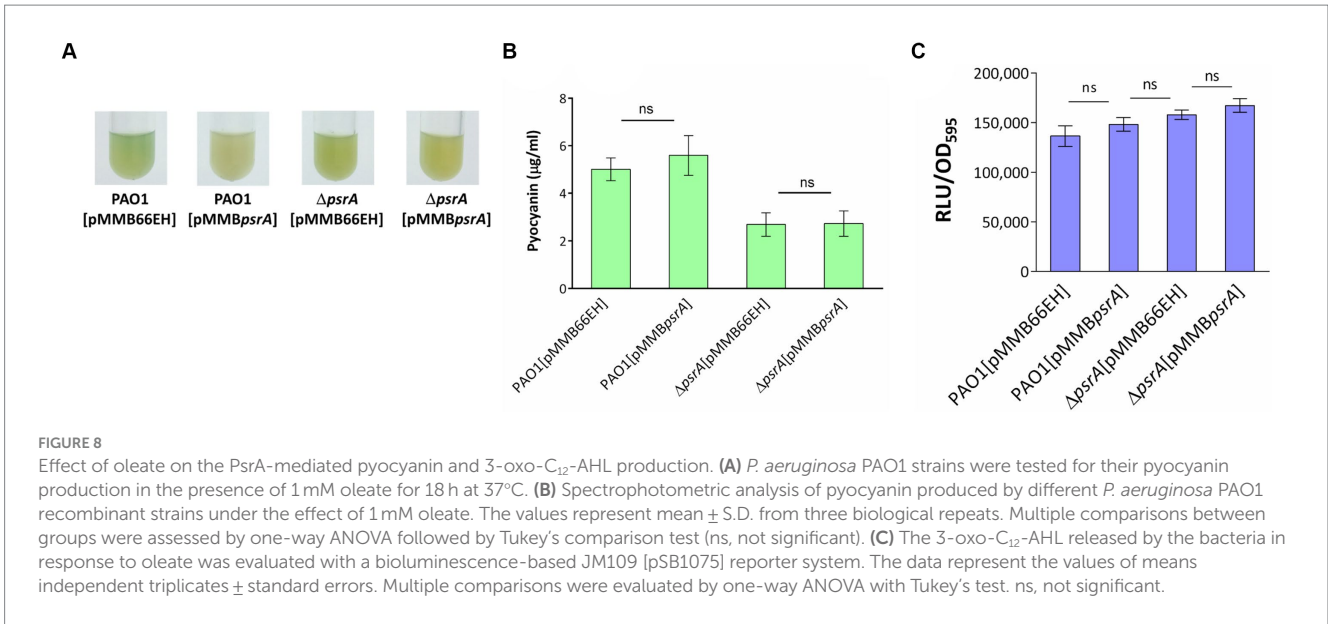 A
PAO1
[pMMB66EH]
PAO1
[pMMBpsrA]
ΔpsrA
[pMMB66EH]
ΔpsrA
[pMMBpsrA]
B
Pyocyanin (µg/ml)
8
6
4
2
0
ns
ns
PAO1[pMMB66EH]
PAO1[pMMBpsrA]
ΔpsrA[pMMB66EH]
ΔpsrA[pMMBpsrA]
C
RLU/OD595
200,000
150,000
100,000
50,000
0
ns
ns
ns
PAO1[pMMB66EH]
PAO1[pMMBpsrA]
ΔpsrA[pMMB66EH]
ΔpsrA[pMMBpsrA]
FIGURE 8
Effect of oleate on the PsrA-mediated pyocyanin and 3-oxo-C12-AHL production. (A) P. aeruginosa PAO1 strains were tested for their pyocyanin
production in the presence of 1 mM oleate for 18 h at 37°C. (B) Spectrophotometric analysis of pyocyanin produced by different P. aeruginosa PAO1
recombinant strains under the effect of 1 mM oleate. The values represent mean ± S.D. from three biological repeats. Multiple comparisons between
groups were assessed by one-way ANOVA followed by Tukey's comparison test (ns, not significant). (C) The 3-oxo-C12-AHL released by the bacteria in
response to oleate was evaluated with a bioluminescence-based JM109 [pSB1075] reporter system. The data represent the values of means
independent triplicates ± standard errors. Multiple comparisons were evaluated by one-way ANOVA with Tukey's test. ns, not significant.